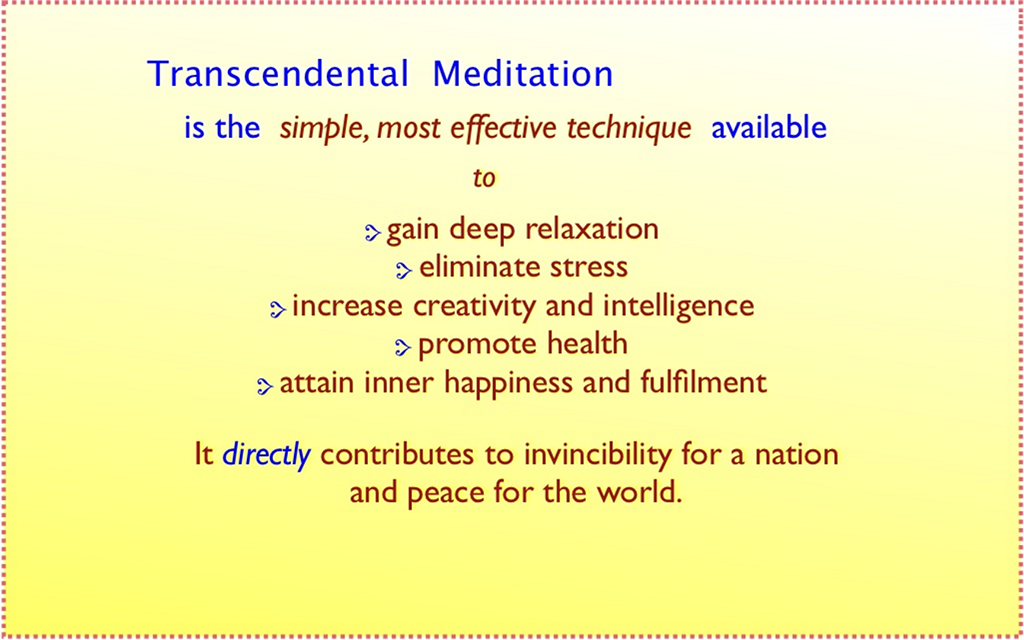 Transcendental Meditation
is the simple, most effective technique available
to
gain deep relaxation
eliminate stress
increase creativity and intelligence
promote health
attain inner happiness and fulfilment
It directly contributes to invincibility for a nation
and peace for the world.